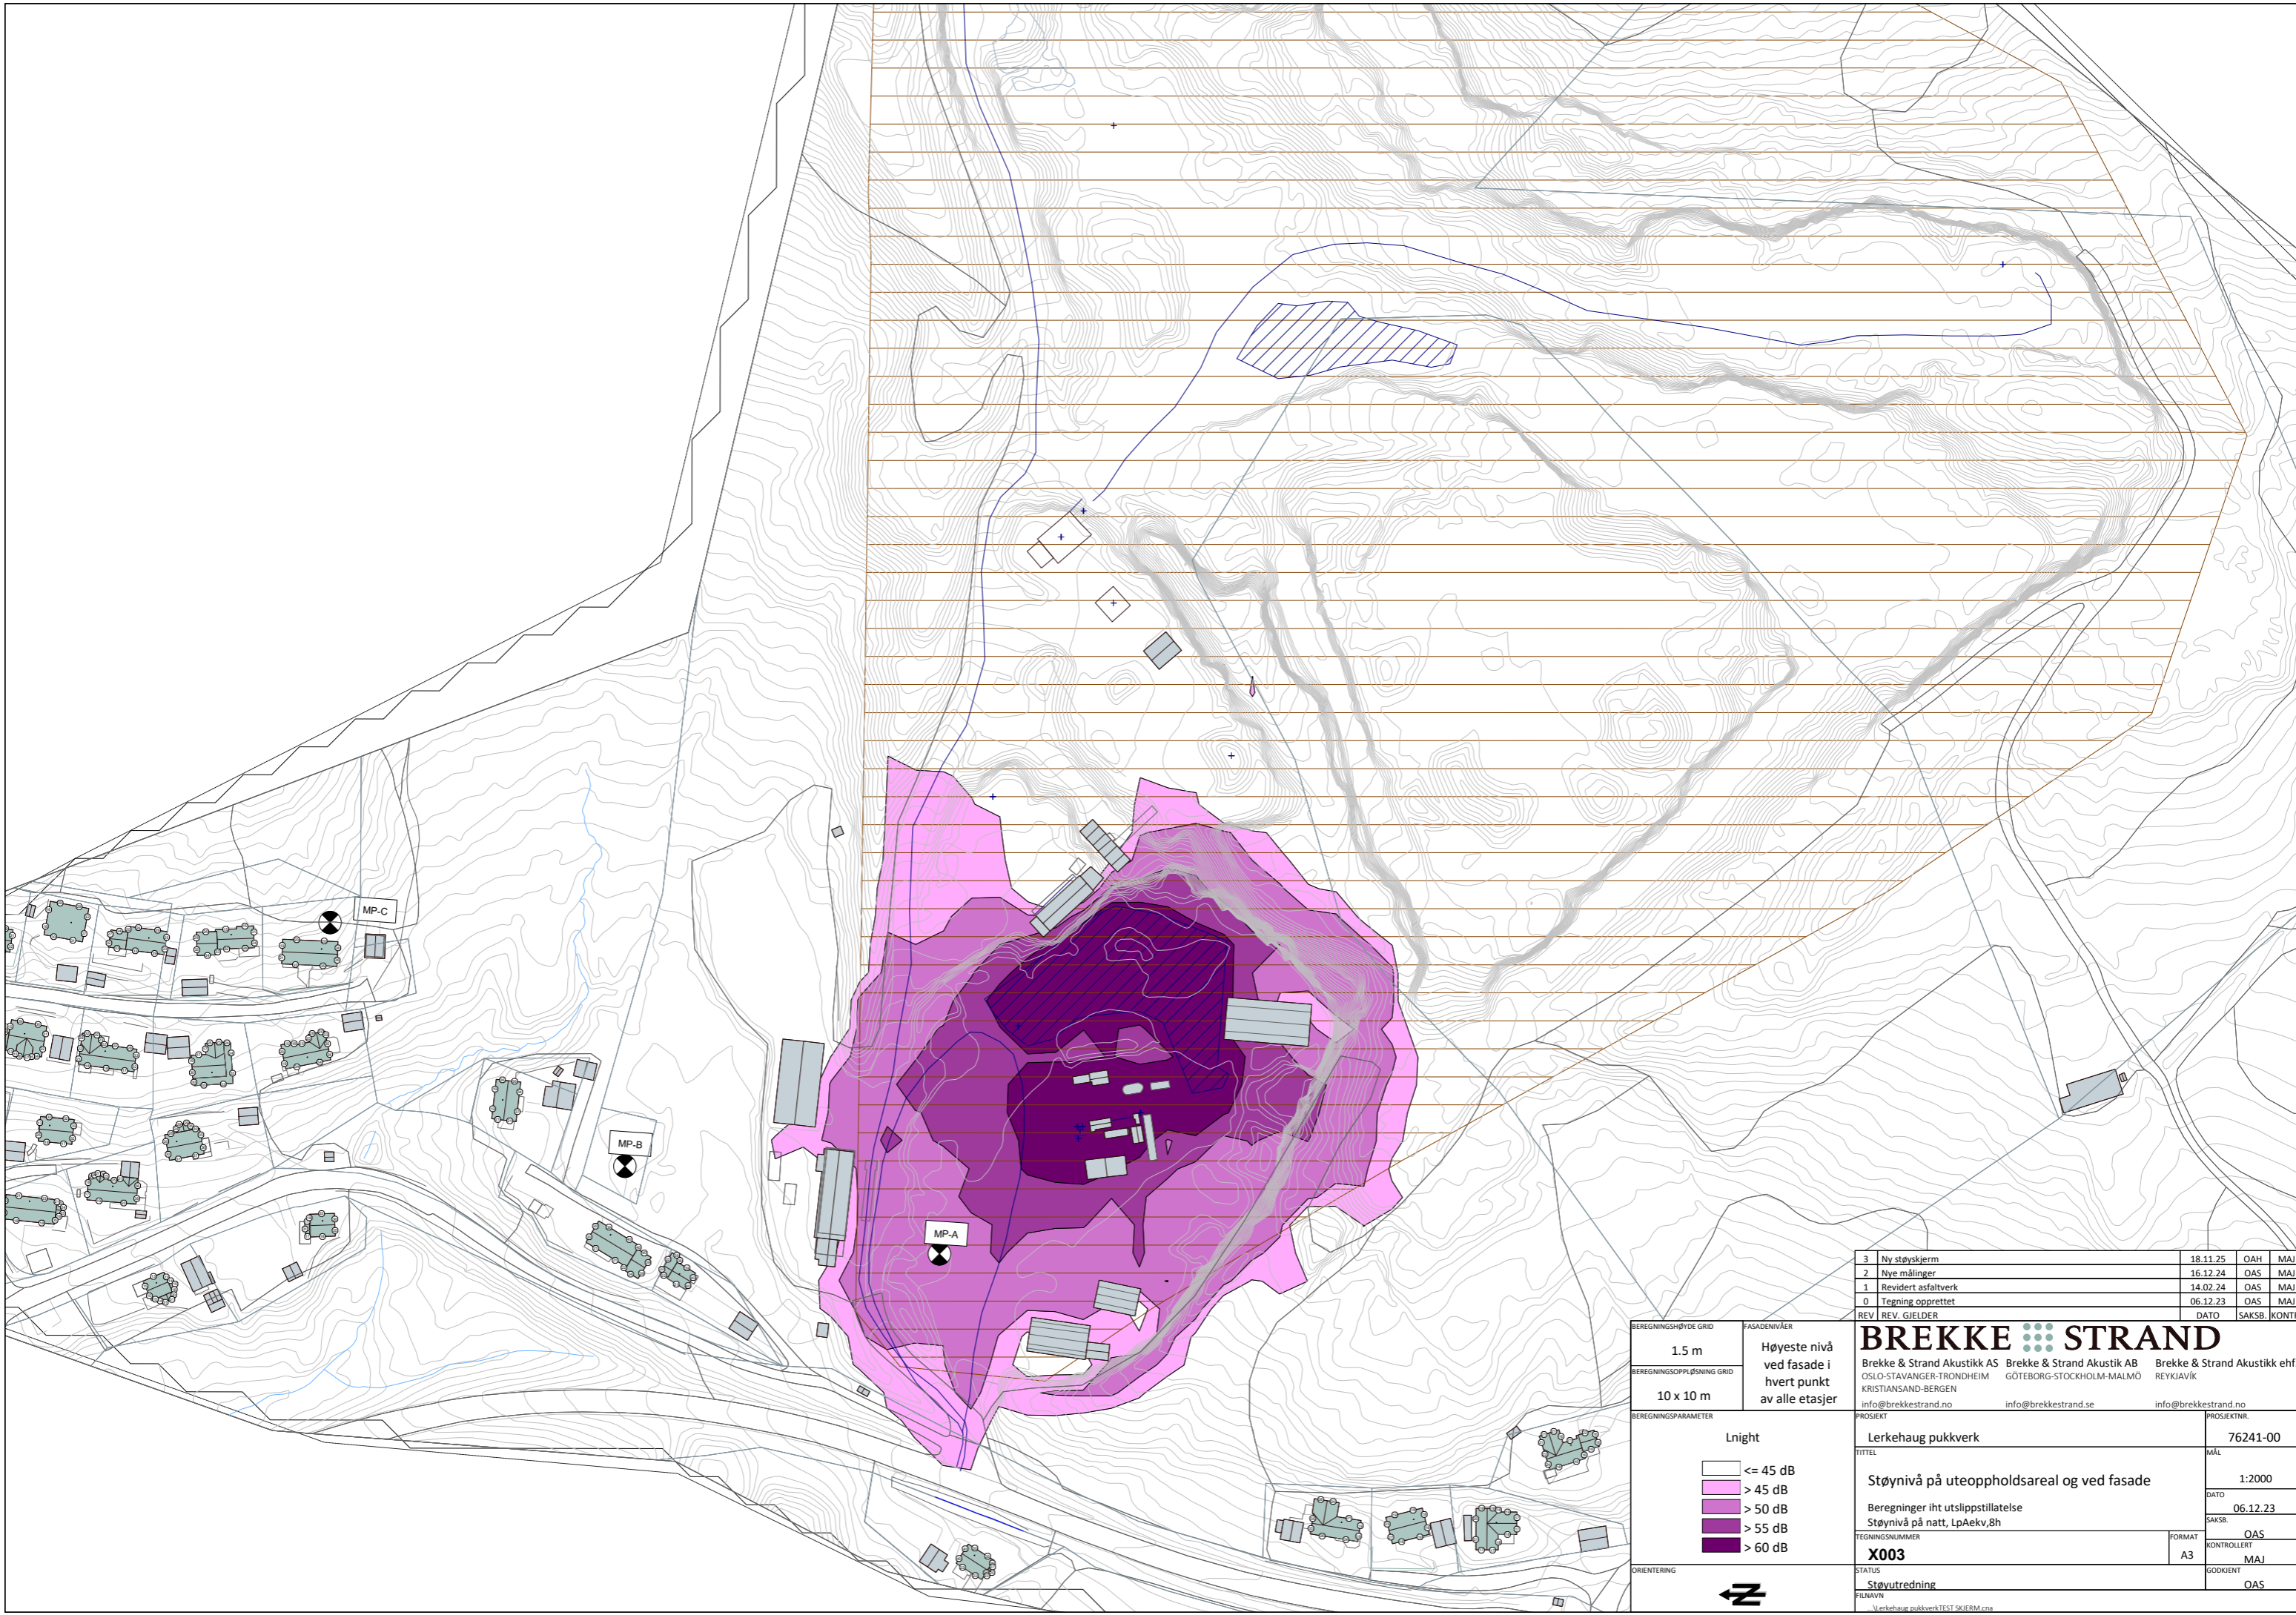 MP-C
MP-B
MP-A
3 Ny støyskjerm 18.11.25 OAH MAJ
2 Nye målinger 16.12.24 OAS MAJ
1 Revidert asfaltverk 14.02.24 OAS MAJ
0 Tegning opprettet 06.12.23 OAS MAJ
REV REV. GJELDER DATO SAKSB. KONTR
BEREGNINGSHØYDE GRID
1.5 m
BEREGNINGSOPPLØSNING GRID
10 x 10 m
FASADENIVÅER
Høyeste nivå
ved fasade i
hvert punkt
av alle etasjer
BREKKE STRAND
Brekke & Strand Akustikk AS Brekke & Strand Akustik AB Brekke & Strand Akustikk ehf
OSLO-STAVANGER-TRONDHEIM GÖTEBORG-STOCKHOLM-MALMÖ REYKJAVÍK
KRISTIANSAND-BERGEN
info@brekkestrand.no info@brekkestrand.se info@brekkestrand.no
BEREGNINGSPARAMETER
Lnight
<= 45 dB
> 45 dB
> 50 dB
> 55 dB
> 60 dB
ORIENTERING
N
PROSJEKT
Lerkehaug pukkverk
PROSJEKTNR.
76241-00
TITTEL
Støynivå på uteoppholdsareal og ved fasade
Beregninger iht utslippstillatelse
Støynivå på natt, LpAekv,8h
MÅL
1:2000
DATO
06.12.23
SAKSB.
OAS
TEGNINGSNUMMER
X003
FORMAT
A3
KONTROLLERT
MAJ
STATUS
Støyutredning
GODKJENT
OAS
FILNAVN
...\Lerkehaug pukkverkTEST SKJERM.cna